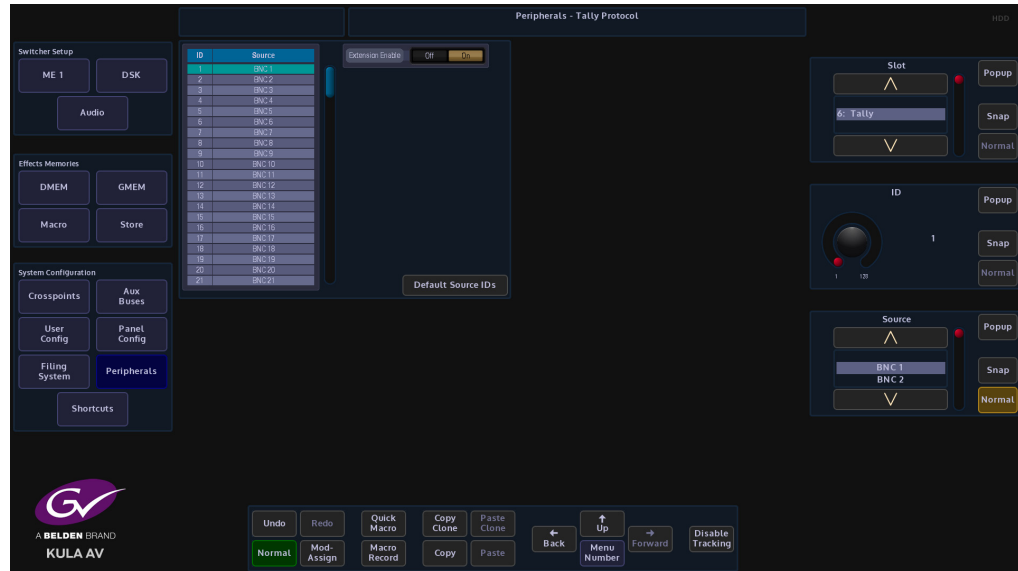 Peripherals - Tally Protocol
HDD
Switcher Setup
ME 1
DSK
Audio
Effects Memories
DMEM
GMEM
Macro
Store
System Configuration
Crosspoints
Aux
Buses
User
Config
Panel
Config
Filing
System
Peripherals
Shortcuts
ID Source
1 BNC 1
2 BNC 2
3 BNC 3
4 BNC 4
5 BNC 5
6 BNC 6
7 BNC 7
8 BNC 8
9 BNC 9
10 BNC 10
11 BNC 11
12 BNC 12
13 BNC 13
14 BNC 14
15 BNC 15
16 BNC 16
17 BNC 17
18 BNC 18
19 BNC 19
20 BNC 20
21 BNC 21
Extension Enable Off On
Default Source IDs
Slot
6: Tally
Popup
Snap
Normal
ID
1
1 128
Popup
Snap
Normal
Source
BNC 1
BNC 2
Popup
Snap
Normal
GV
A BELDEN BRAND
KULA AV
Undo
Redo
Normal
Mod-
Assign
Quick
Macro
Macro
Record
Copy
Clone
Paste
Clone
Copy
Paste
Back
Up
Menu
Number
Forward
Disable
Tracking